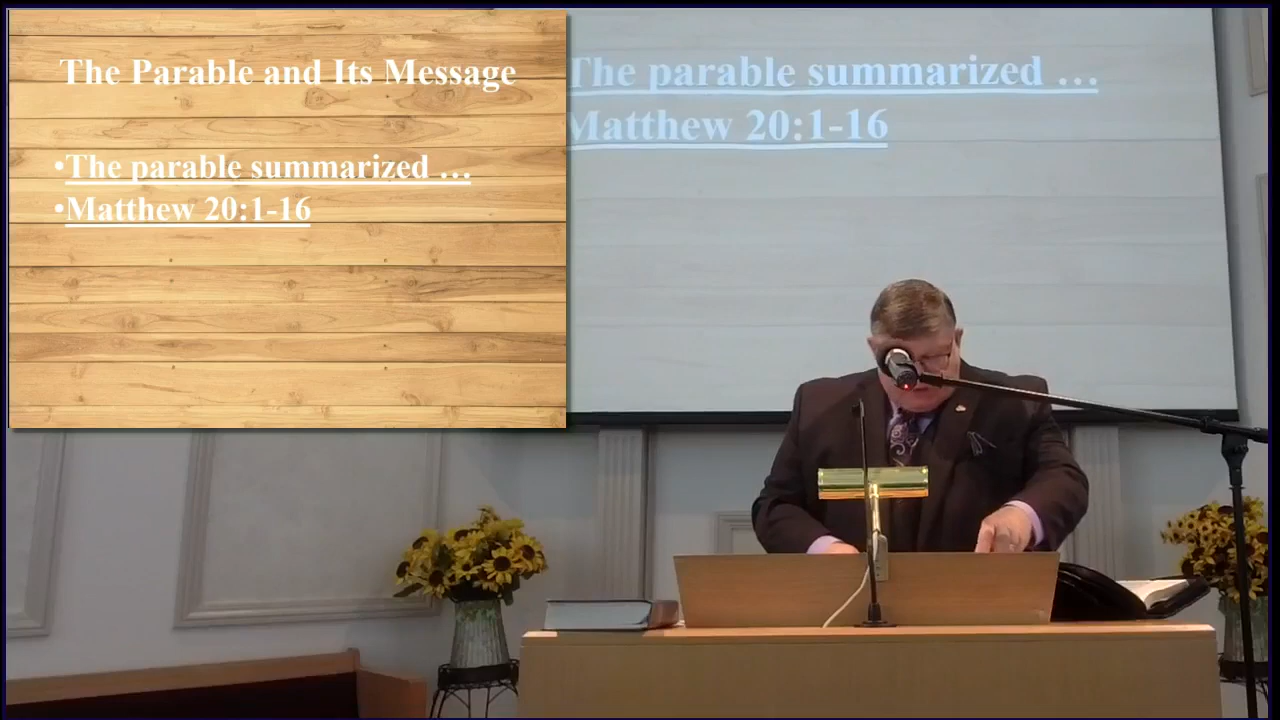 The Parable and Its Message
•The parable summarized …
•Matthew 20:1-16
The parable summarized …
Matthew 20:1-16